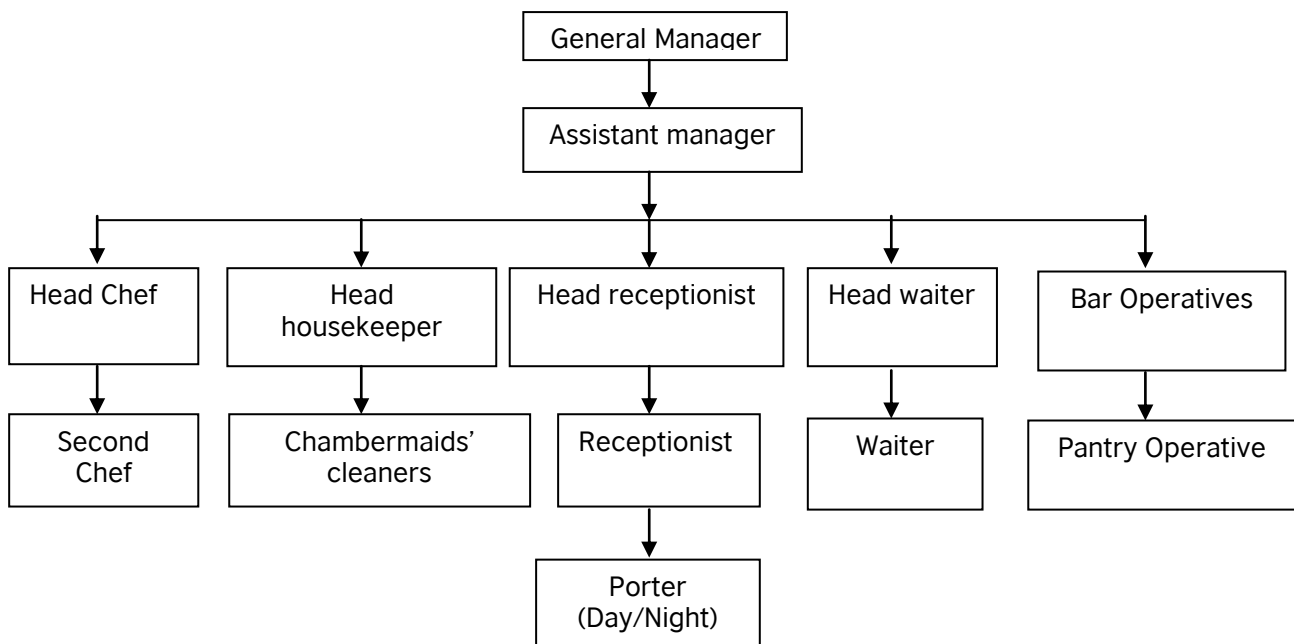 General Manager
Assistant manager
Head Chef
Head
housekeeper
Head receptionist
Head waiter
Bar Operatives
Second
Chef
Chambermaids’
cleaners
Receptionist
Waiter
Pantry Operative
Porter
(Day/Night)